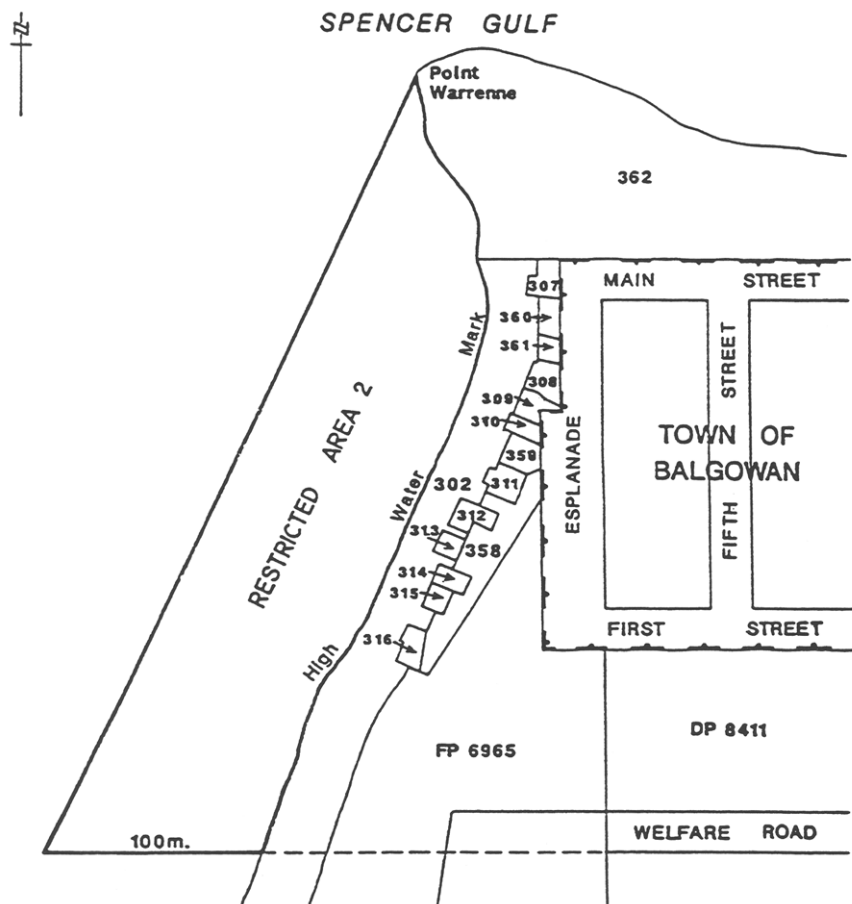 N
SPENCER GULF
Point
Warrenne
362
MAIN STREET
307
360
361
308
309
310
359
302
311
312
313
358
314
315
316
High Water Mark
RESTRICTED AREA 2
ESPLANADE
FIFTH STREET
TOWN OF
BALGOWAN
FIRST STREET
FP 6965
DP 8411
100m.
WELFARE ROAD